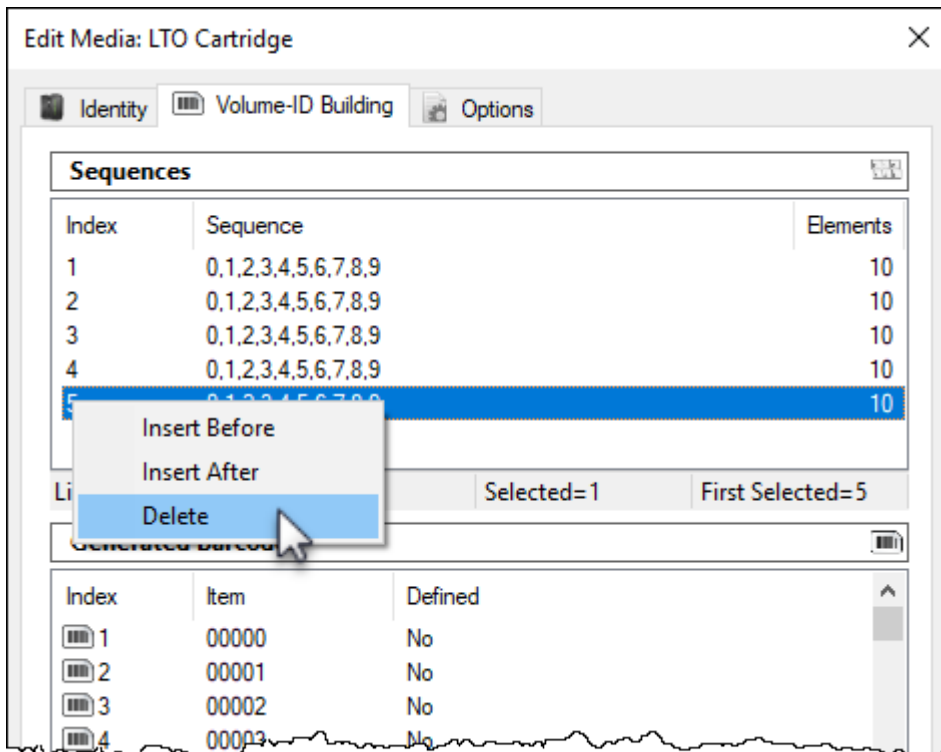 Edit Media: LTO Cartridge
Identity Volume-ID Building Options
Sequences
Index Sequence Elements
1 0,1,2,3,4,5,6,7,8,9 10
2 0,1,2,3,4,5,6,7,8,9 10
3 0,1,2,3,4,5,6,7,8,9 10
4 0,1,2,3,4,5,6,7,8,9 10
5 10
Insert Before
Insert After
Delete
Selected=1 First Selected=5
Generated
Index Item Defined
1 00000 No
2 00001 No
3 00002 No
4 00003 No